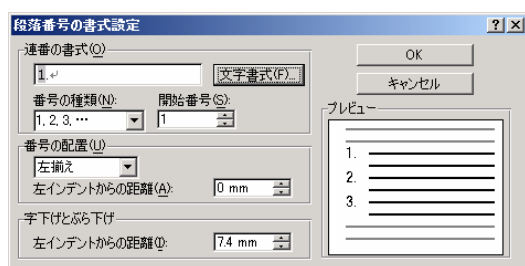 段落番号の書式設定
連番の書式(O)
1.↵
文字書式(F)...
番号の種類(N):
開始番号(S):
1, 2, 3, …
1
番号の配置(U)
左揃え
左インデントからの距離(A):
0 mm
字下げとぶら下げ
左インデントからの距離(I):
7.4 mm
OK
キャンセル
プレビュー
1.
2.
3.